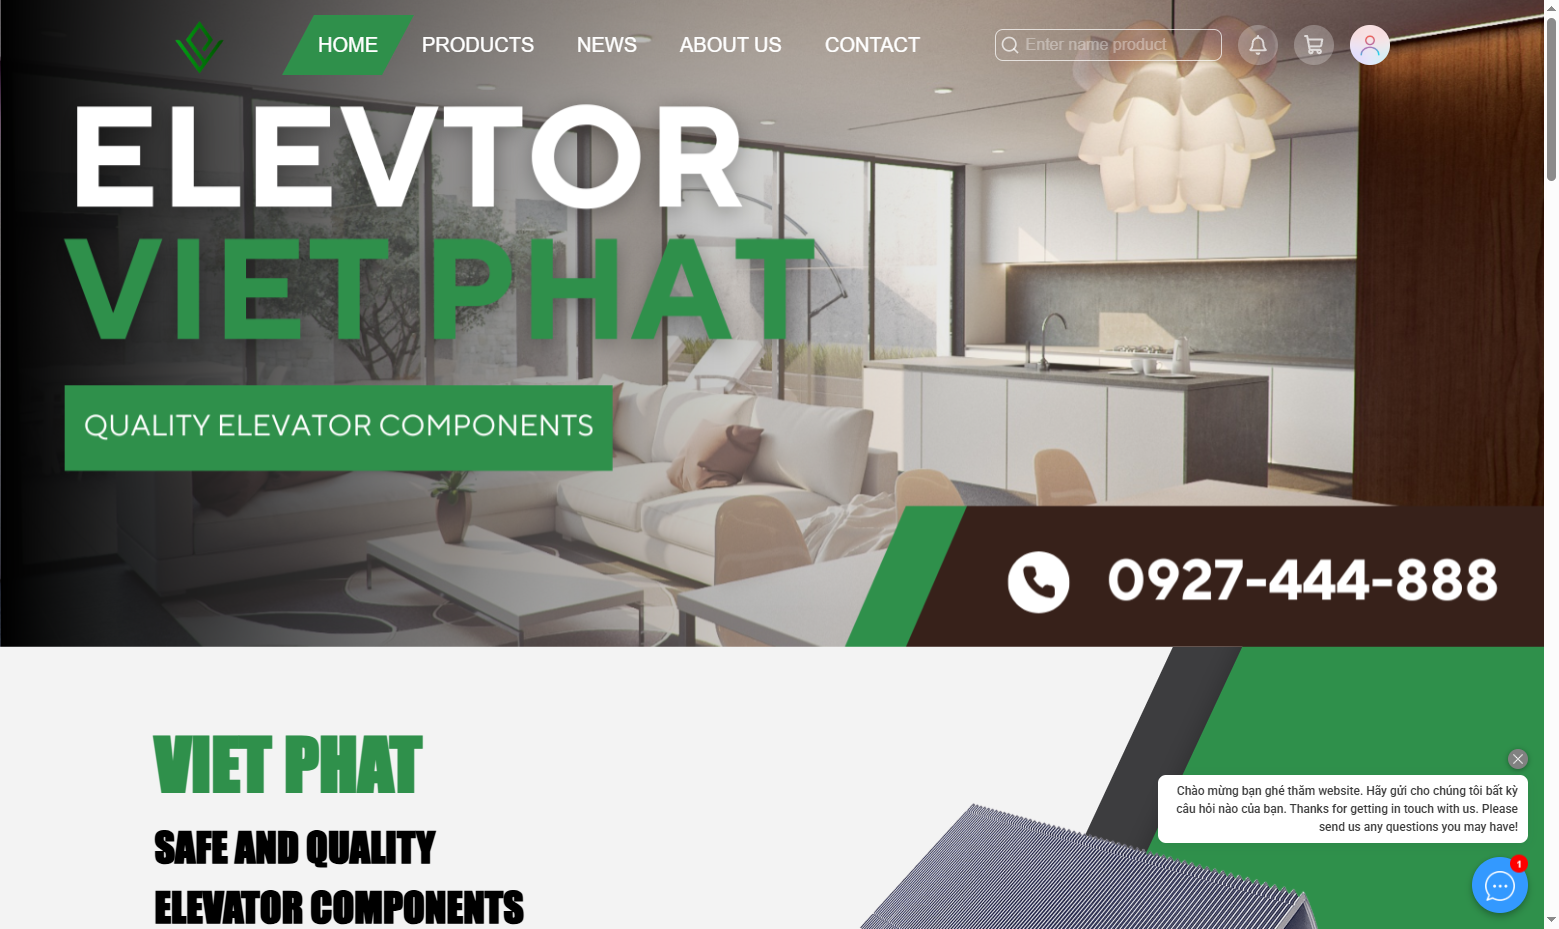 HOME PRODUCTS NEWS ABOUT US CONTACT Enter name product
ELEVTOR
VIET PHAT
QUALITY ELEVATOR COMPONENTS
0927-444-888
VIET PHAT
SAFE AND QUALITY
ELEVATOR COMPONENTS
Chào mừng bạn ghé thăm website. Hãy gửi cho chúng tôi bất kỳ
câu hỏi nào của bạn. Thanks for getting in touch with us. Please
send us any questions you may have!
1